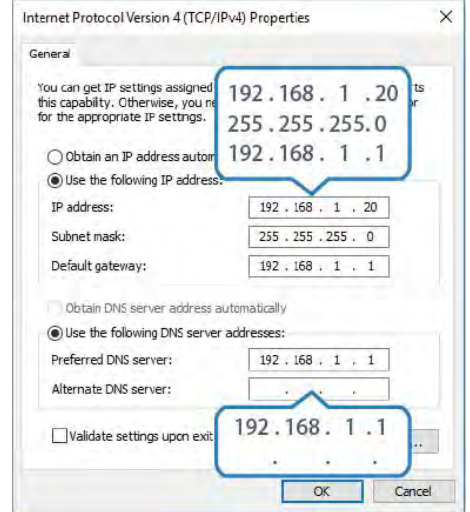 Internet Protocol Version 4 (TCP/IPv4) Properties
General
You can get IP settings assigned ts
this capability. Otherwise, you ne or
for the appropriate IP settings.
192.168. 1 .20
255.255.255.0
192.168. 1 .1
Obtain an IP address autom
Use the following IP address:
IP address: 192 . 168 . 1 . 20
Subnet mask: 255 . 255 . 255 . 0
Default gateway: 192 . 168 . 1 . 1
Obtain DNS server address automatically
Use the following DNS server addresses:
Preferred DNS server: 192 . 168 . 1 . 1
Alternate DNS server: . . .
192.168. 1 .1
. . .
Validate settings upon exit ...
OK Cancel